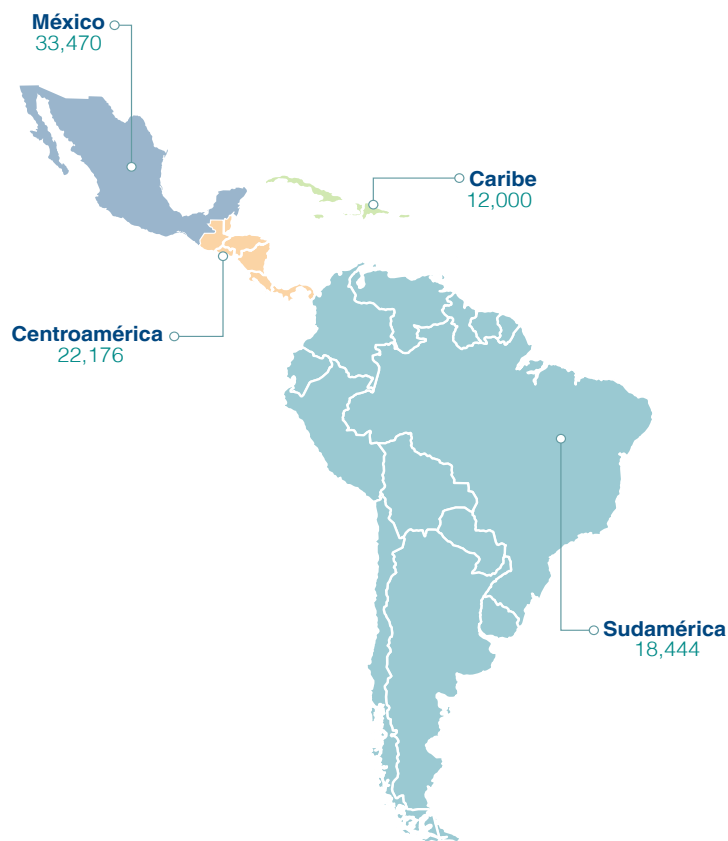 México
33,470
Caribe
12,000
Centroamérica
22,176
Sudamérica
18,444